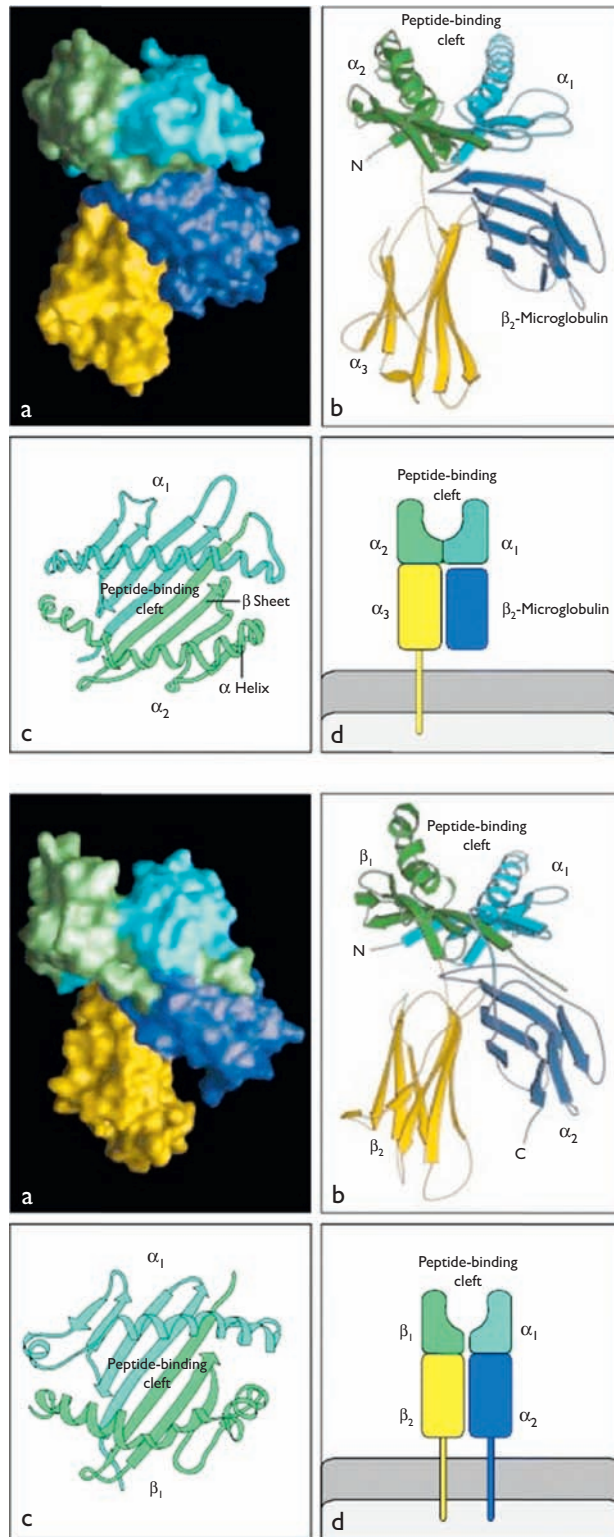 a
Peptide-binding
cleft
α2
α1
N
β2-Microglobulin
α3
b
α1
Peptide-binding
cleft
β Sheet
α Helix
α2
c
Peptide-binding
cleft
α2
α1
α3
β2-Microglobulin
d
a
Peptide-binding
cleft
β1
α1
N
β2
α2
C
b
α1
Peptide-binding
cleft
β1
c
Peptide-binding
cleft
β1
α1
β2
α2
d